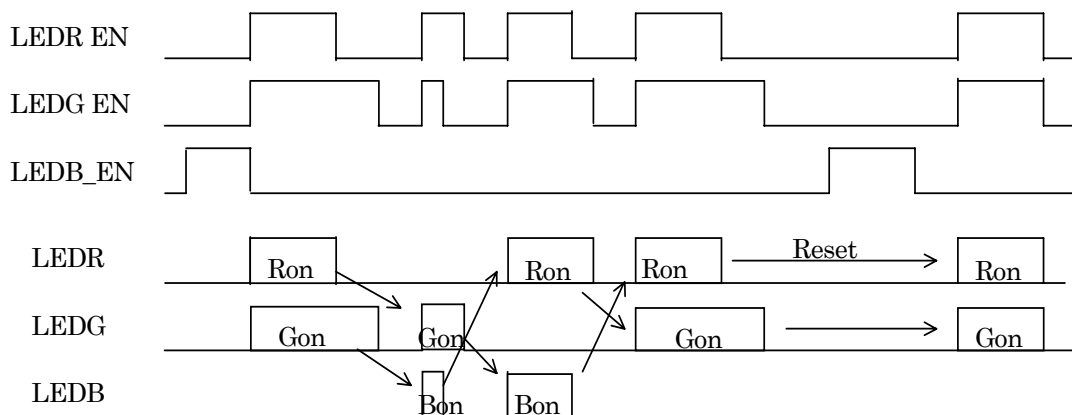 LEDR EN
LEDG EN
LEDB_EN
LEDR
Ron
Ron
Ron
Reset
Ron
LEDG
Gon
Gon
Gon
Gon
LEDB
Bon
Bon